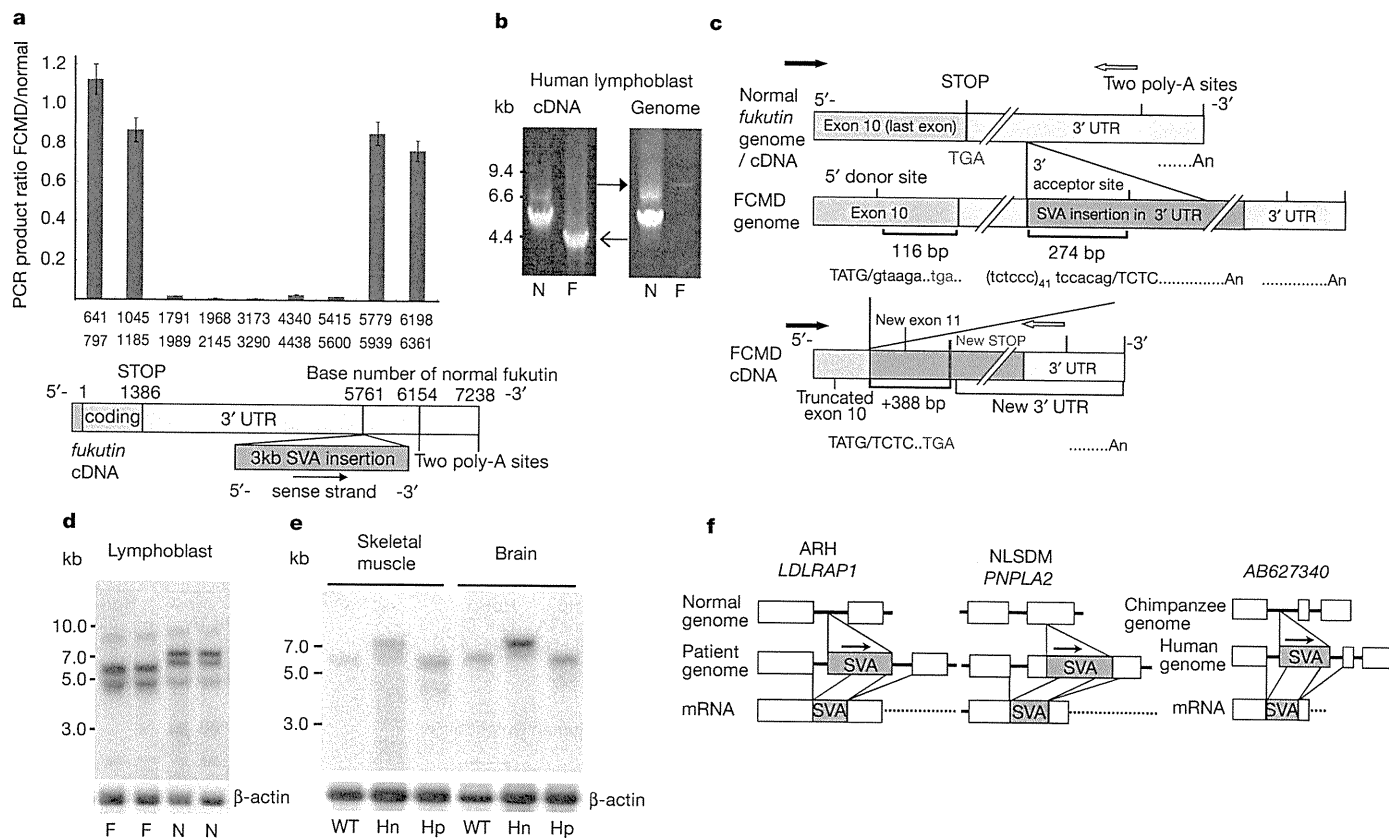 a
PCR product ratio FCMD/normal
1.2
1.0
0.8
0.6
0.4
0.2
641 1045 1791 1968 3173 4340 5415 5779 6198
797 1185 1989 2145 3290 4438 5600 5939 6361
STOP
Base number of normal fukutin
5′- 1 1386 5761 6154 7238 -3′
coding 3′ UTR
fukutin
cDNA
3kb SVA insertion
Two poly-A sites
5′- sense strand -3′
b
Human lymphoblast
kb cDNA Genome
9.4
6.6
4.4
N F N F
c
STOP
Two poly-A sites
5′- -3′
Normal
fukutin
genome
/ cDNA
Exon 10 (last exon) 3′ UTR
TGA
.......An
3′
acceptor site
5′ donor site
FCMD
genome
Exon 10 SVA insertion in 3′ UTR 3′ UTR
116 bp 274 bp
TATG/gtaaga..tga.. (tctccc)41 tccacag/TCTC..............An ..............An
New exon 11
5′- New STOP -3′
FCMD
cDNA
3′ UTR
Truncated
exon 10
+388 bp New 3′ UTR
TATG/TCTC..TGA .........An
d
kb Lymphoblast
10.0
7.0
5.0
3.0
β-actin
F F N N
e
kb Skeletal
muscle
Brain
7.0
5.0
3.0
β-actin
WT Hn Hp WT Hn Hp
f
ARH
LDLRAP1
NLSDM
PNPLA2
AB627340
Normal
genome
Chimpanzee
genome
Patient
genome
SVA SVA
Human
genome
SVA
mRNA SVA SVA
mRNA SVA